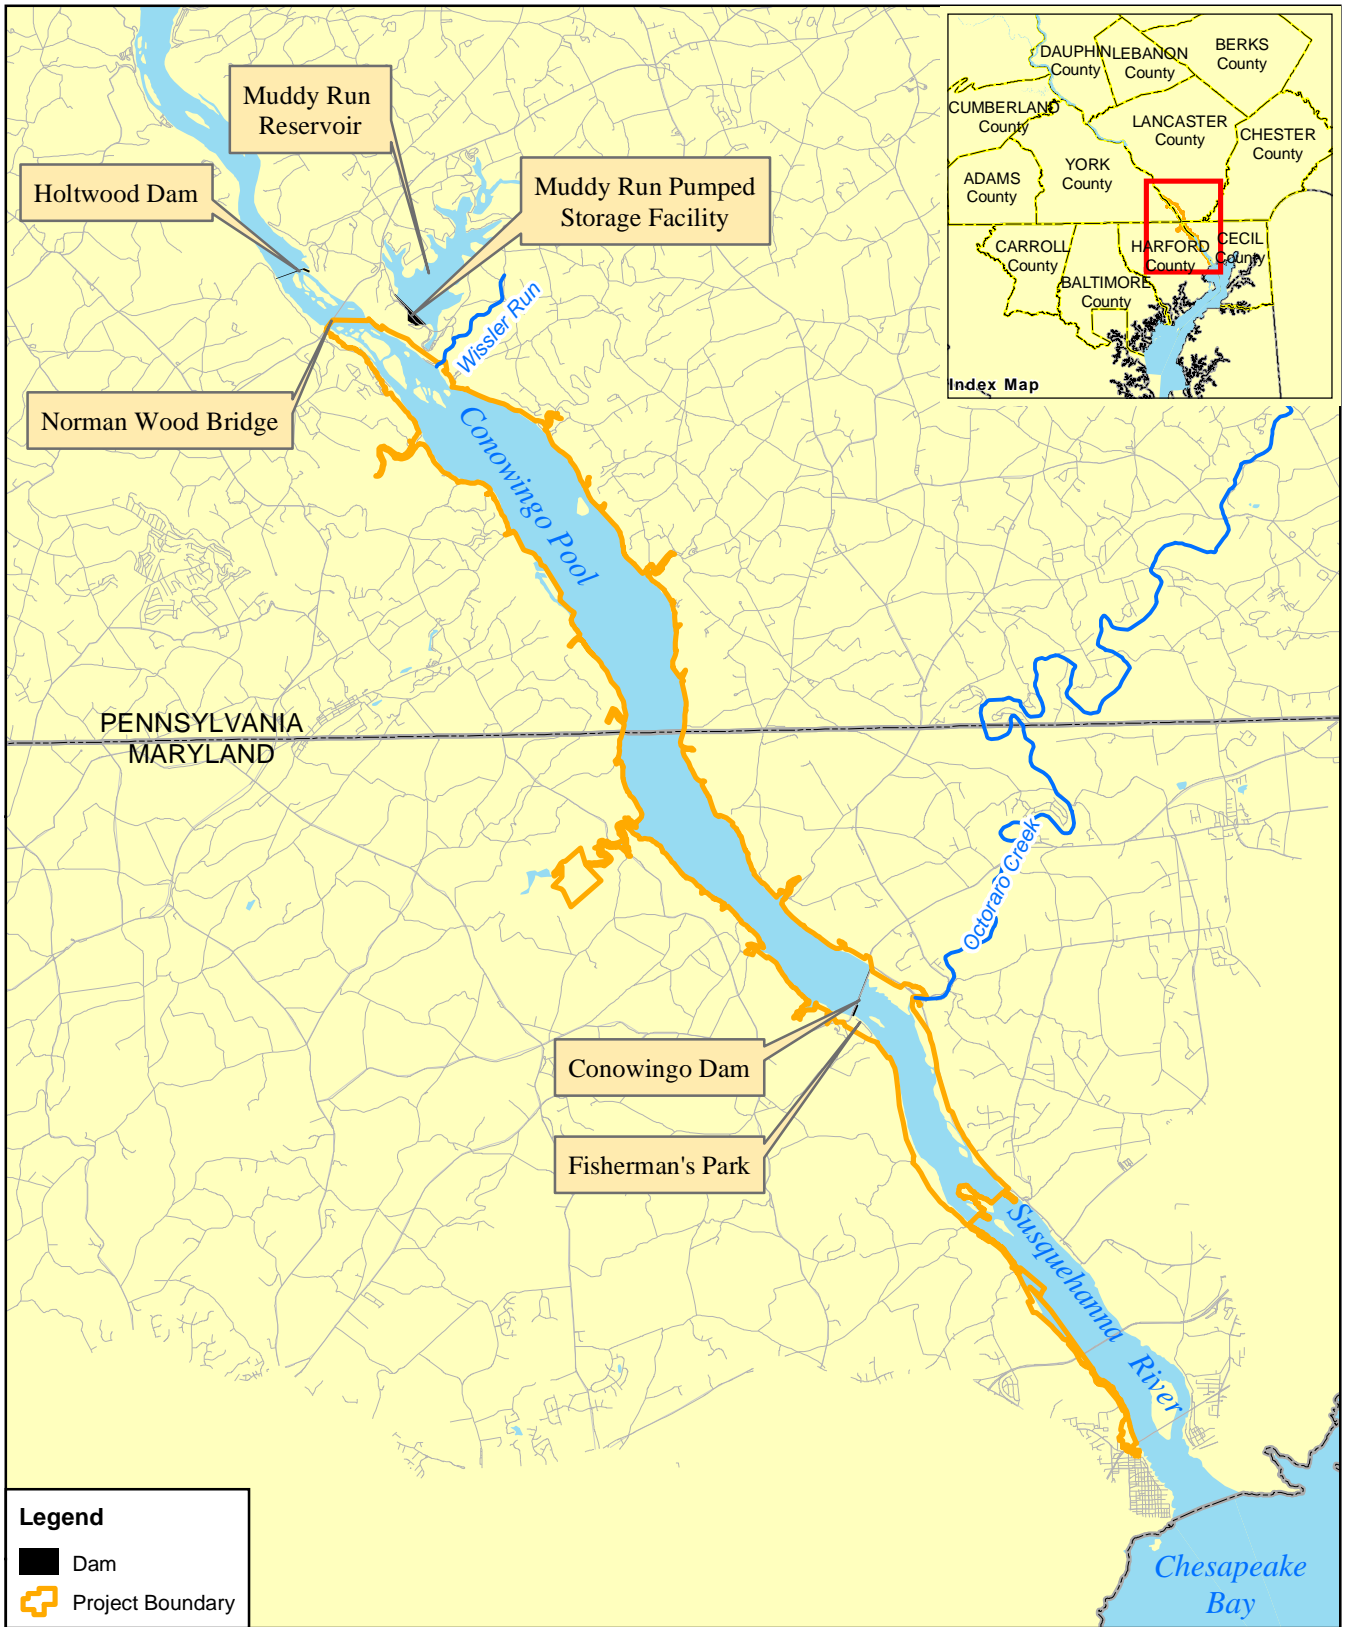 Muddy Run
Reservoir
Holtwood Dam
Muddy Run Pumped
Storage Facility
Wissler Run
Norman Wood Bridge
Conowingo Pool
DAUPHIN
County
LEBANON
County
BERKS
County
CUMBERLAND
County
LANCASTER
County
CHESTER
County
YORK
County
ADAMS
County
CARROLL
County
HARFORD
County
CECIL
County
BALTIMORE
County
Index Map
PENNSYLVANIA
MARYLAND
Octoraro Creek
Conowingo Dam
Fisherman's Park
Susquehanna River
Chesapeake
Bay
Legend
Dam
Project Boundary